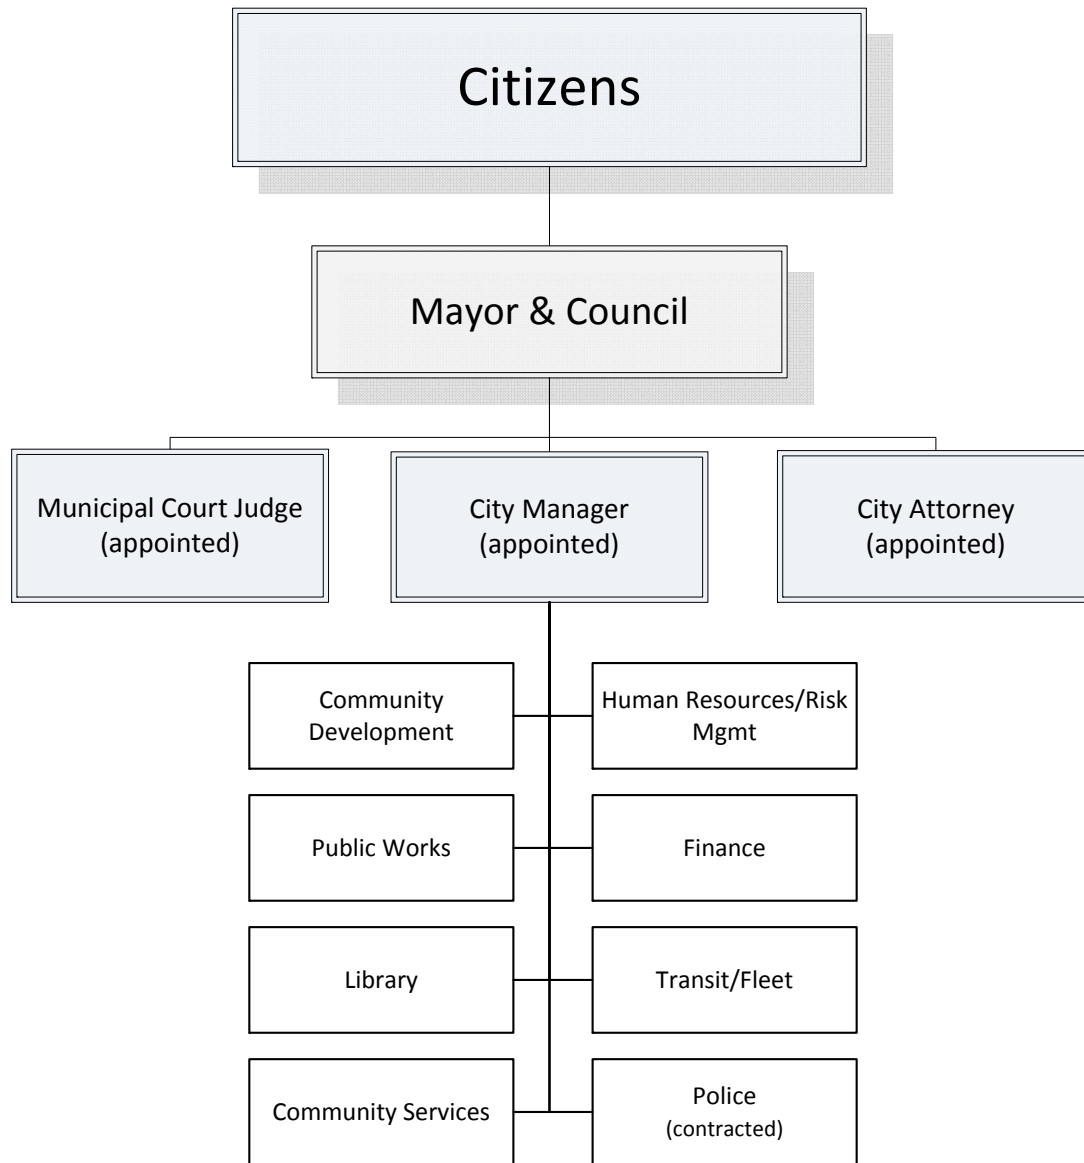 Citizens
Mayor & Council
Municipal Court Judge
(appointed)
City Manager
(appointed)
City Attorney
(appointed)
Community
Development
Human Resources/Risk
Mgmt
Public Works
Finance
Library
Transit/Fleet
Community Services
Police
(contracted)